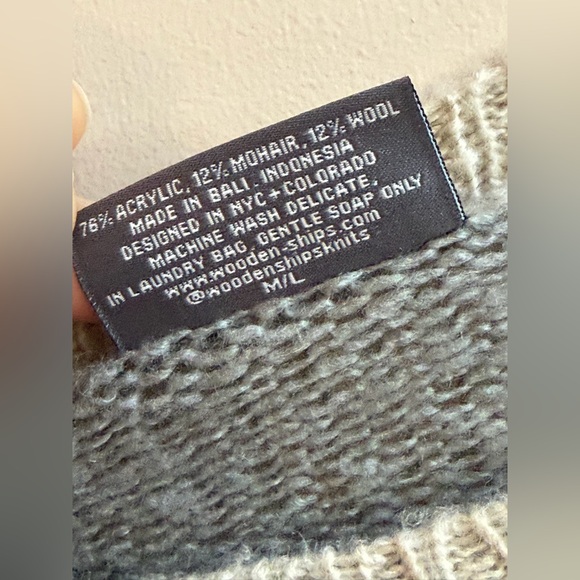 76% ACRYLIC, 12% MOHAIR, 12% WOOL
MADE IN BALI, INDONESIA
DESIGNED IN NYC + COLORADO
MACHINE WASH DELICATE,
IN LAUNDRY BAG, GENTLE SOAP ONLY
www.wooden-ships.com
@woodenshipsknits
M/L